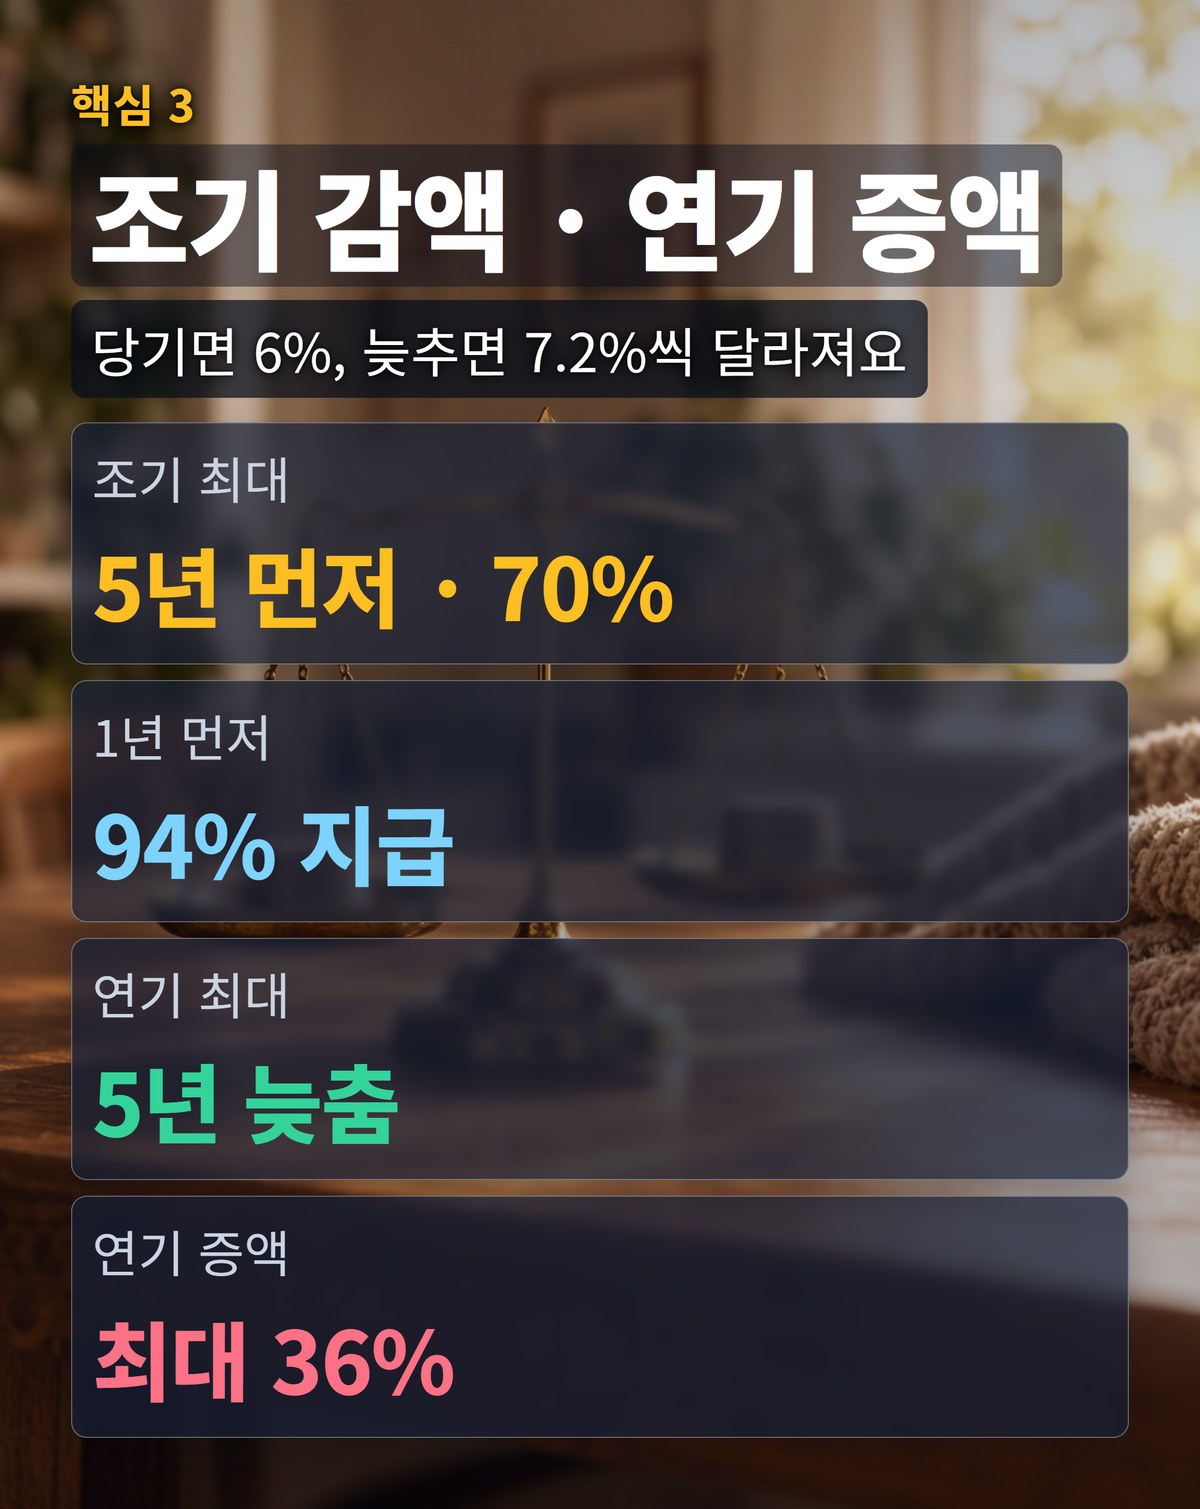 핵심 3
조기 감액 · 연기 증액
당기면 6%, 늦추면 7.2%씩 달라져요
조기 최대
5년 먼저 · 70%
1년 먼저
94% 지급
연기 최대
5년 늦춤
연기 증액
최대 36%